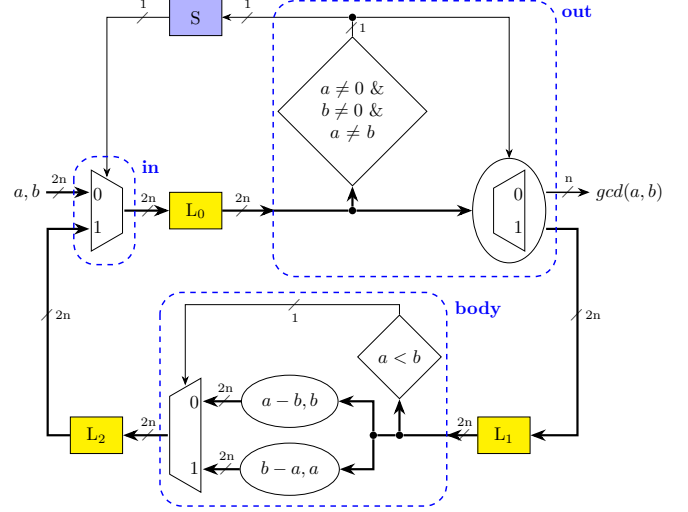 1
S
1
out
1
a ≠ 0 &
b ≠ 0 &
a ≠ b
in
a, b
2n
0
1
2n
L₀
2n
0
1
n
gcd(a, b)
2n
2n
body
1
a < b
0
2n
a − b, b
L₂
2n
2n
L₁
1
2n
b − a, a